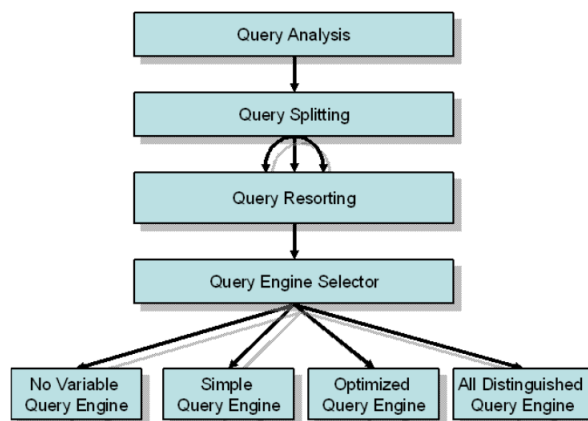 Query Analysis
Query Splitting
Query Resorting
Query Engine Selector
No Variable
Query Engine
Simple
Query Engine
Optimized
Query Engine
All Distinguished
Query Engine